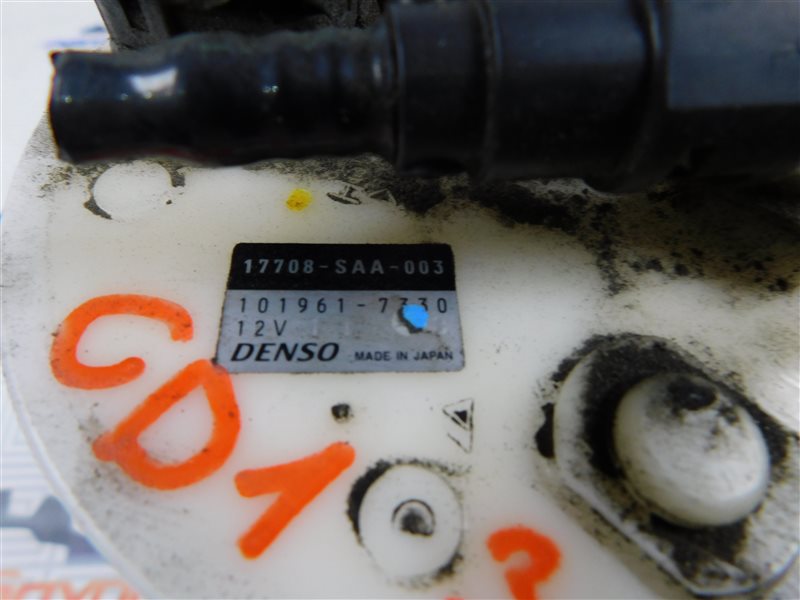 17708-SAA-003
101961-7330
12V
DENSO MADE IN JAPAN
CD1